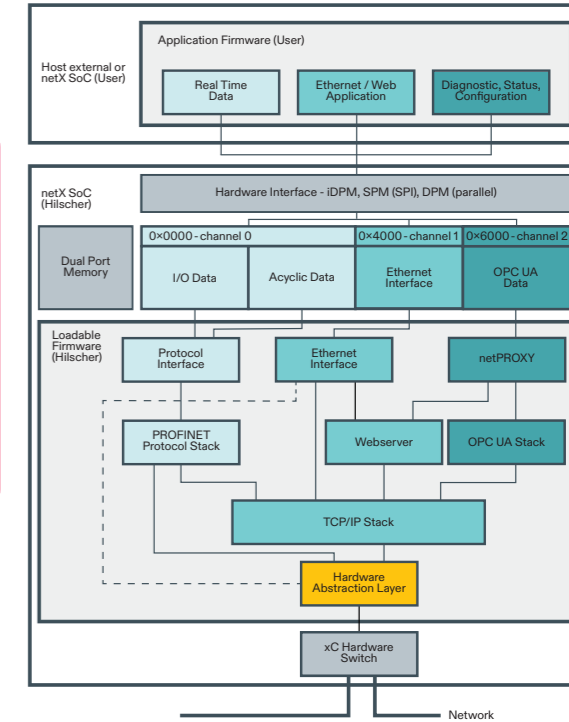 Application Firmware (User)
Host external or
netX SoC (User)
Real Time
Data
Ethernet / Web
Application
Diagnostic, Status,
Configuration
netX SoC
(Hilscher)
Hardware Interface - iDPM, SPM (SPI), DPM (parallel)
Dual Port
Memory
0×0000 - channel 0
0×4000 - channel 1
0×6000 - channel 2
I/O Data
Acyclic Data
Ethernet
Interface
OPC UA
Data
Loadable
Firmware
(Hilscher)
Protocol
Interface
Ethernet
Interface
netPROXY
PROFINET
Protocol Stack
Webserver
OPC UA Stack
TCP/IP Stack
Hardware
Abstraction Layer
xC Hardware
Switch
Network